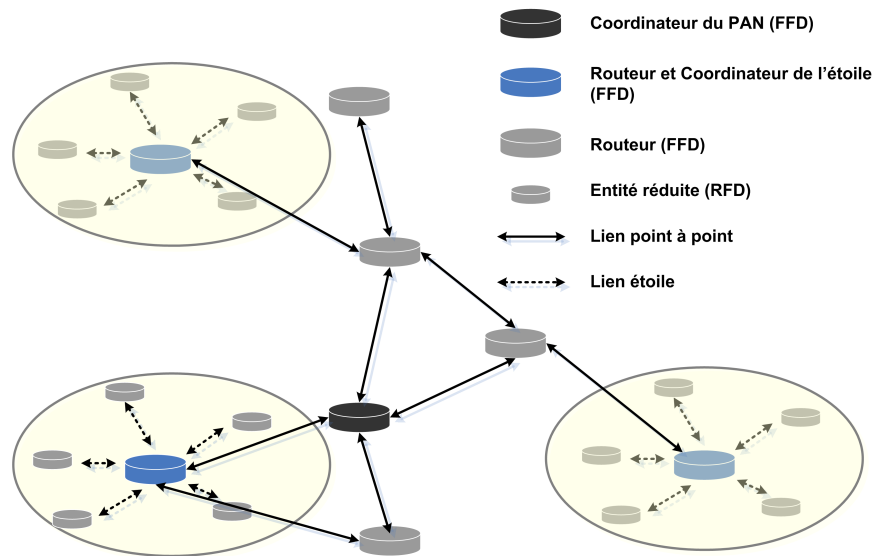 Coordinateur du PAN (FFD)
Routeur et Coordinateur de l’étoile
(FFD)
Routeur (FFD)
Entité réduite (RFD)
Lien point à point
Lien étoile